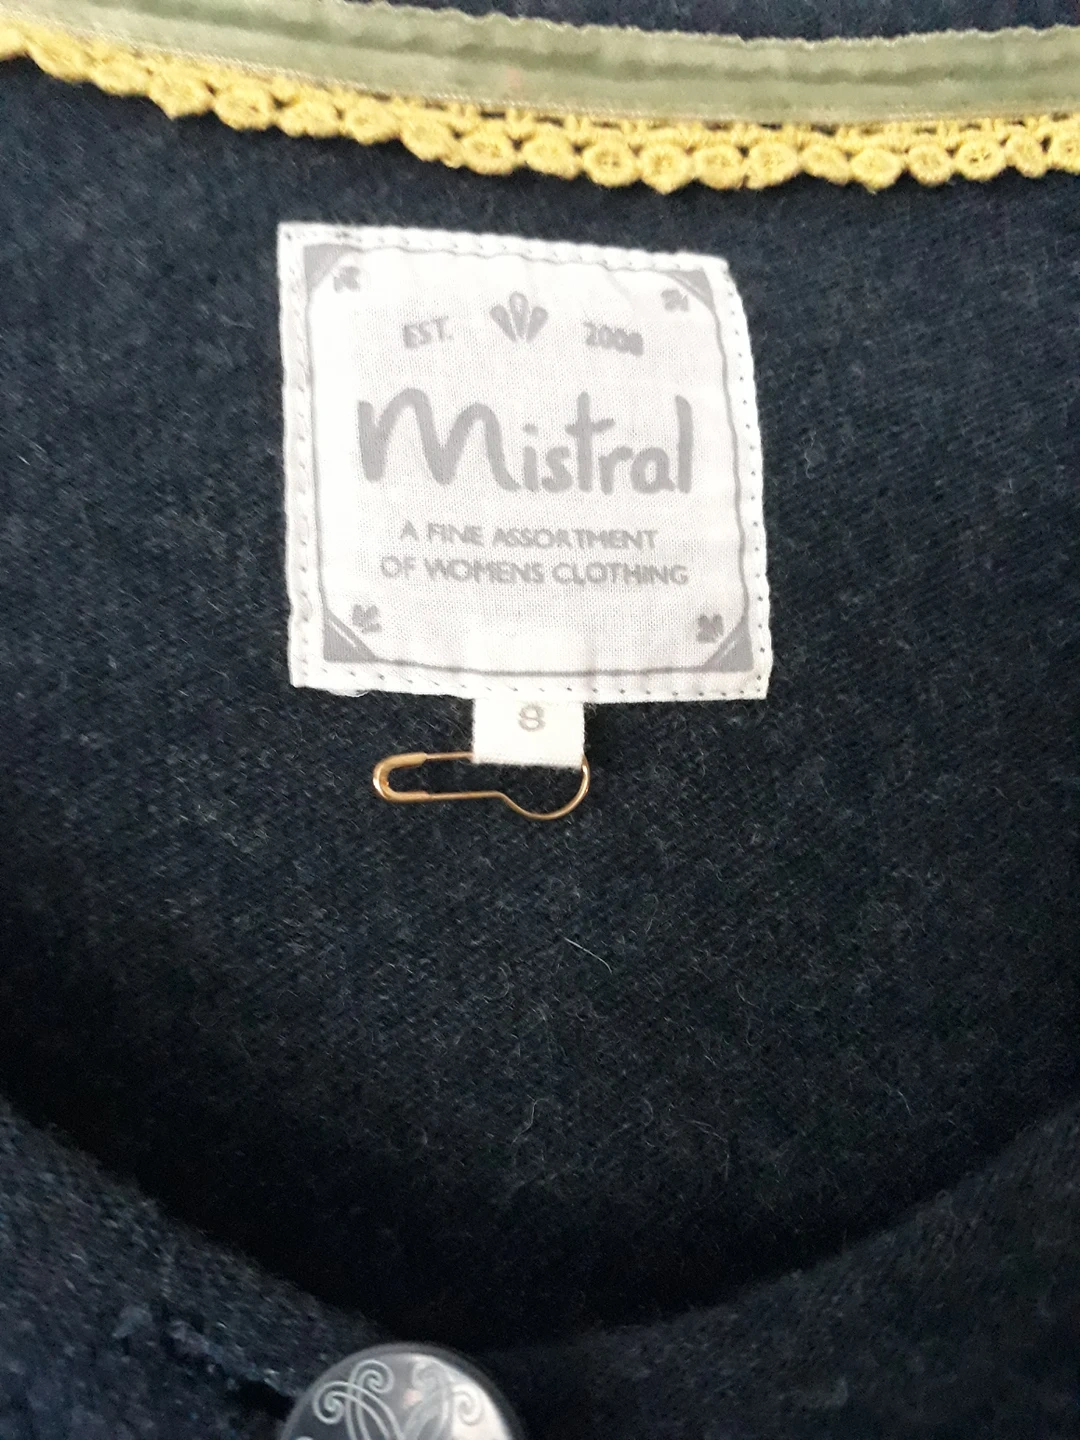 EST. 2008
Mistral
A FINE ASSORTMENT
OF WOMENS CLOTHING
8